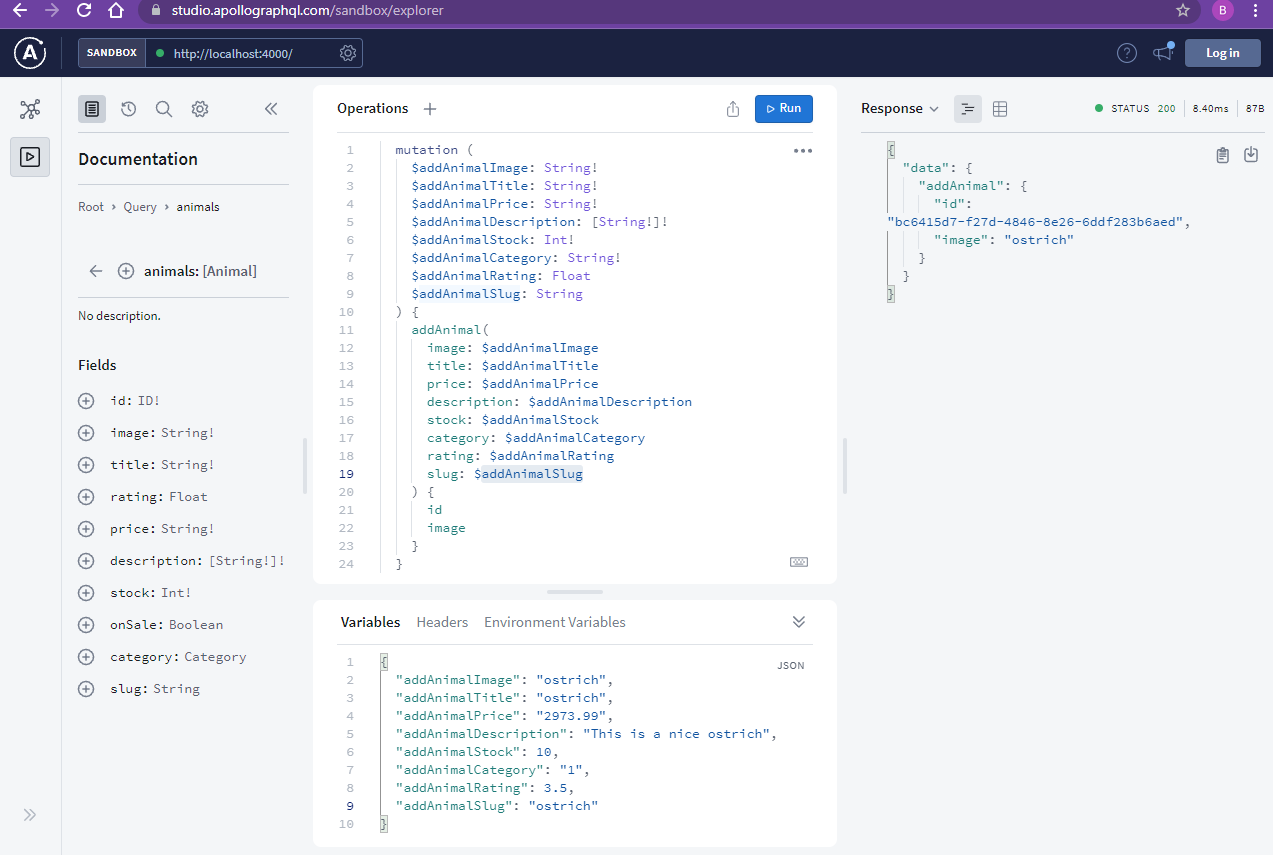 studio.apollographql.com/sandbox/explorer
B
A
SANDBOX
http://localhost:4000/
?
Log in
Documentation
Root › Query › animals
animals: [Animal]
No description.
Fields
id: ID!
image: String!
title: String!
rating: Float
price: String!
description: [String!]!
stock: Int!
onSale: Boolean
category: Category
slug: String
Operations
Run
1 mutation (
2 $addAnimalImage: String!
3 $addAnimalTitle: String!
4 $addAnimalPrice: String!
5 $addAnimalDescription: [String!]!
6 $addAnimalStock: Int!
7 $addAnimalCategory: String!
8 $addAnimalRating: Float
9 $addAnimalSlug: String
10 ) {
11 addAnimal(
12 image: $addAnimalImage
13 title: $addAnimalTitle
14 price: $addAnimalPrice
15 description: $addAnimalDescription
16 stock: $addAnimalStock
17 category: $addAnimalCategory
18 rating: $addAnimalRating
19 slug: $addAnimalSlug
20 ) {
21 id
22 image
23 }
24 }
Variables Headers Environment Variables
JSON
1 {
2 "addAnimalImage": "ostrich",
3 "addAnimalTitle": "ostrich",
4 "addAnimalPrice": "2973.99",
5 "addAnimalDescription": "This is a nice ostrich",
6 "addAnimalStock": 10,
7 "addAnimalCategory": "1",
8 "addAnimalRating": 3.5,
9 "addAnimalSlug": "ostrich"
10 }
Response
STATUS 200 8.40ms 87B
{
"data": {
"addAnimal": {
"id":
"bc6415d7-f27d-4846-8e26-6ddf283b6aed",
"image": "ostrich"
}
}
}